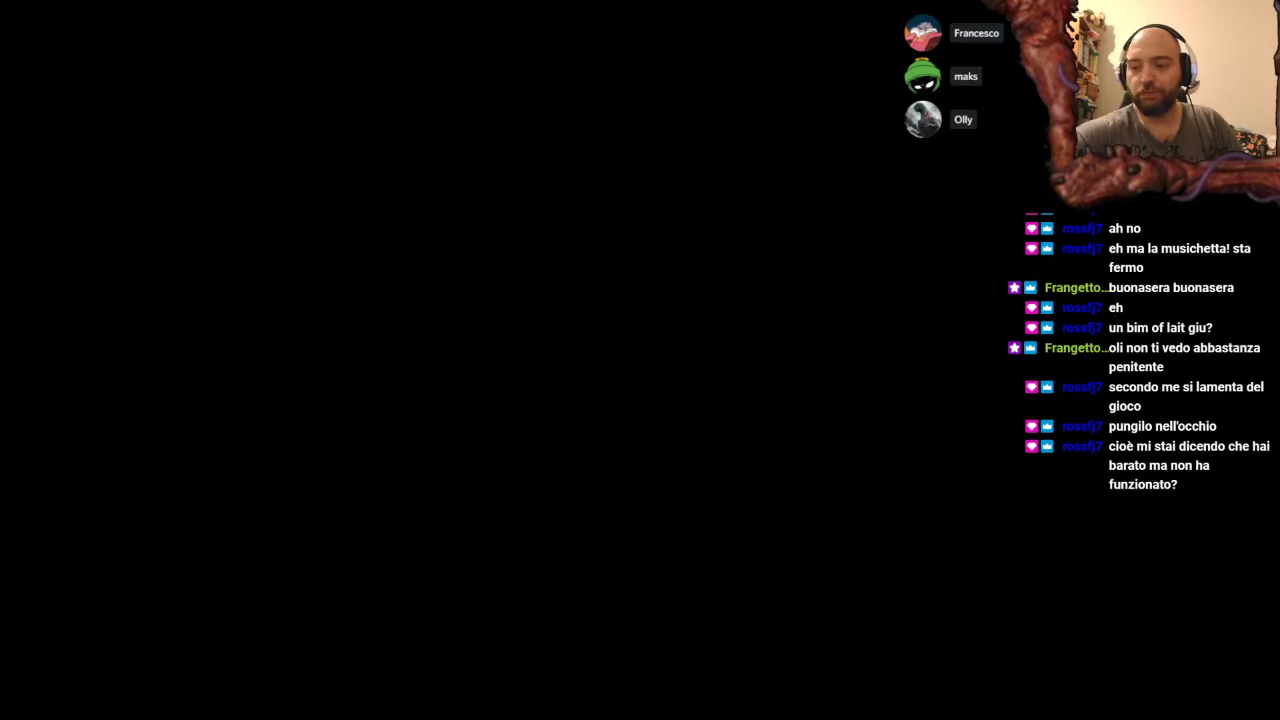 Francesco
maks
Olly
rossfj7 ah no
rossfj7 eh ma la musichetta! sta
fermo
Frangetto... buonasera buonasera
rossfj7 eh
rossfj7 un bim of lait giu?
Frangetto... oli non ti vedo abbastanza
penitente
rossfj7 secondo me si lamenta del
gioco
rossfj7 pungilo nell'occhio
rossfj7 cioè mi stai dicendo che hai
barato ma non ha
funzionato?